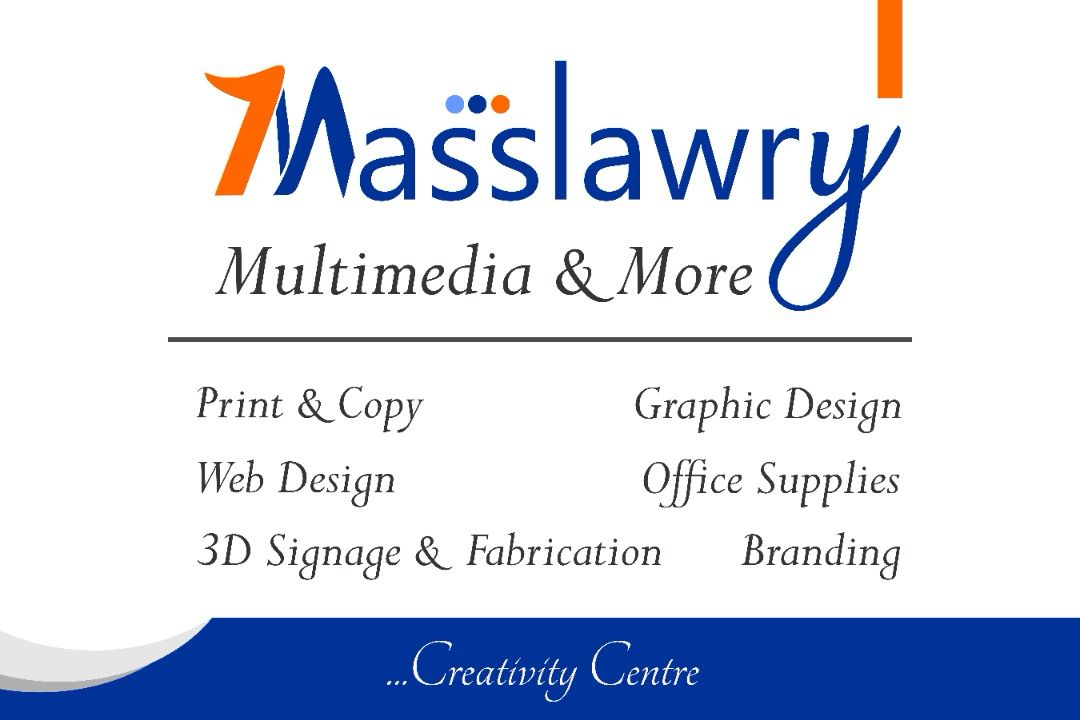 Masslawry
Multimedia & More
Print & Copy
Graphic Design
Web Design
Office Supplies
3D Signage & Fabrication
Branding
...Creativity Centre